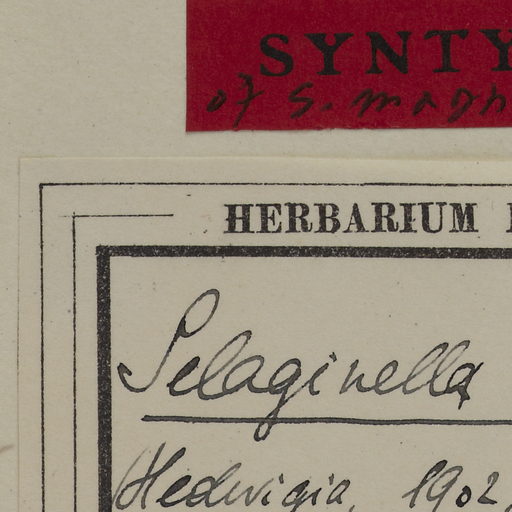 SYNTY
of S. magn
HERBARIUM
Selaginella
Hedwigia, 1902,